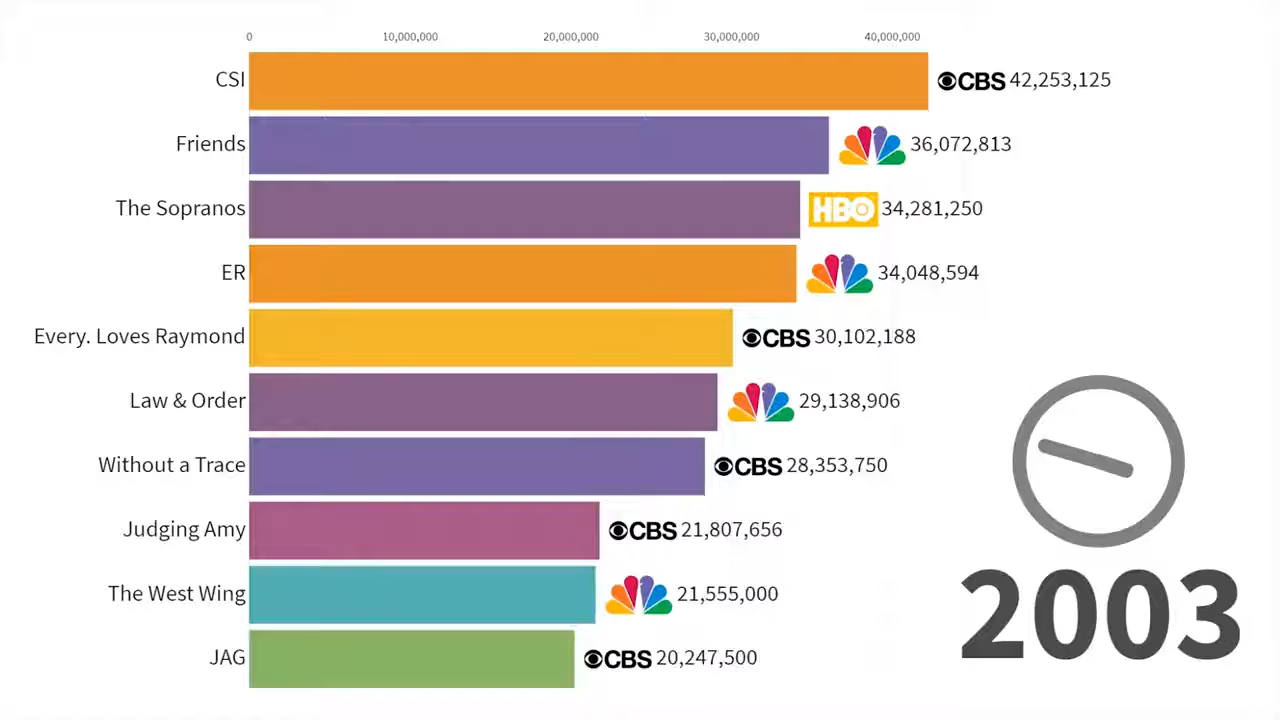 0 10,000,000 20,000,000 30,000,000 40,000,000
CSI CBS 42,253,125
Friends 36,072,813
The Sopranos HBO 34,281,250
ER 34,048,594
Every. Loves Raymond CBS 30,102,188
Law & Order 29,138,906
Without a Trace CBS 28,353,750
Judging Amy CBS 21,807,656
The West Wing 21,555,000
JAG CBS 20,247,500
2003